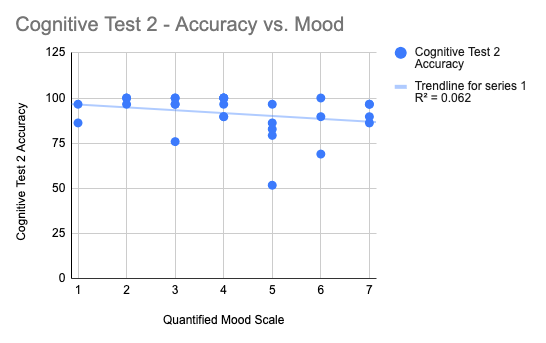 Cognitive Test 2 - Accuracy vs. Mood
125
100
75
50
25
0
Cognitive Test 2 Accuracy
1 2 3 4 5 6 7
Quantified Mood Scale
Cognitive Test 2
Accuracy
Trendline for series 1
R² = 0.062